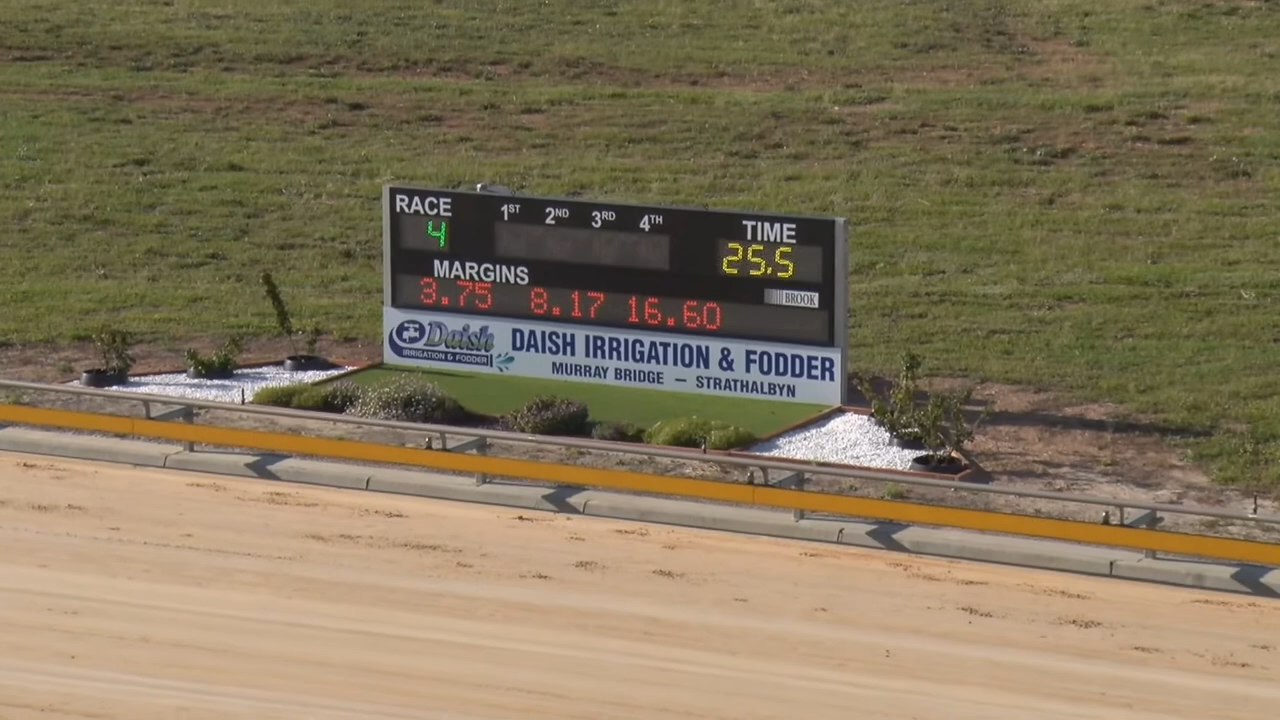 RACE 1ST 2ND 3RD 4TH TIME
4 25.5
MARGINS
BROOK
3.75 8.17 16.60
Daish
IRRIGATION & FODDER
DAISH IRRIGATION & FODDER
MURRAY BRIDGE — STRATHALBYN